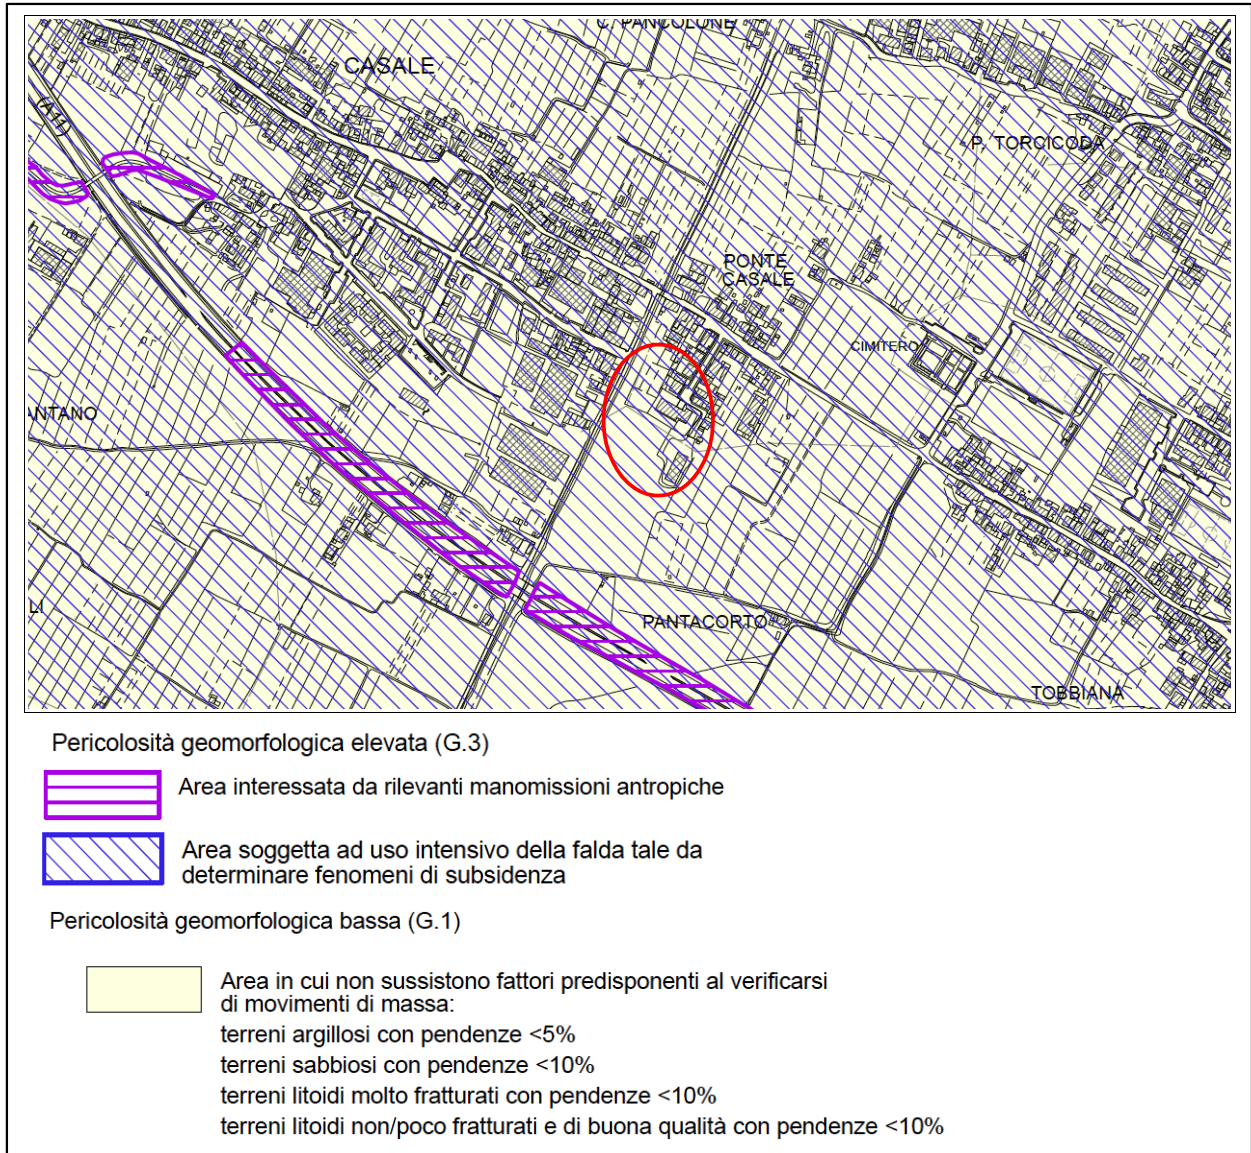 C. PANCOLONE
CASALE
(A11)
P. TORCICODA
PONTE
CASALE
CIMITERO
ANTANO
LI
PANTACORTO
TOBBIANA
Pericolosità geomorfologica elevata (G.3)
Area interessata da rilevanti manomissioni antropiche
Area soggetta ad uso intensivo della falda tale da
determinare fenomeni di subsidenza
Pericolosità geomorfologica bassa (G.1)
Area in cui non sussistono fattori predisponenti al verificarsi
di movimenti di massa:
terreni argillosi con pendenze <5%
terreni sabbiosi con pendenze <10%
terreni litoidi molto fratturati con pendenze <10%
terreni litoidi non/poco fratturati e di buona qualità con pendenze <10%